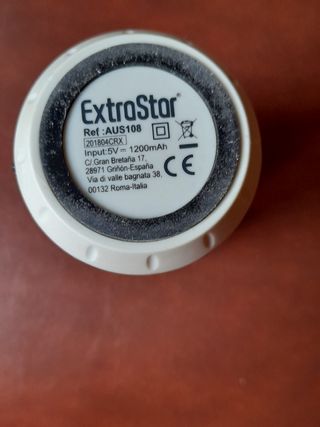 ExtraStar®
Ref :AUS108
201804CRX
Input:5V⎓ 1200mAh
C/ Gran Bretaña 17,
28971 Griñón-España
Via di valle bagnata 38,
00132 Roma-Italia
CE